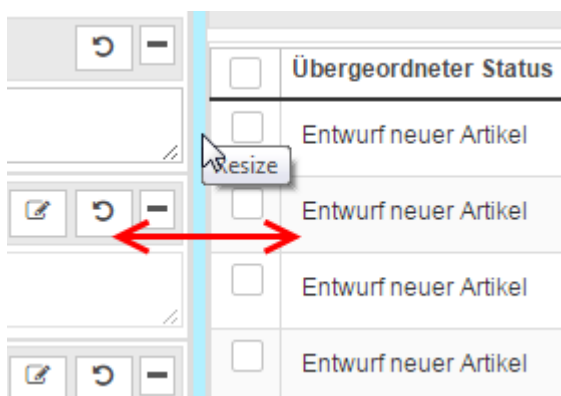 Übergeordneter Status
Entwurf neuer Artikel
Resize
Entwurf neuer Artikel
Entwurf neuer Artikel
Entwurf neuer Artikel